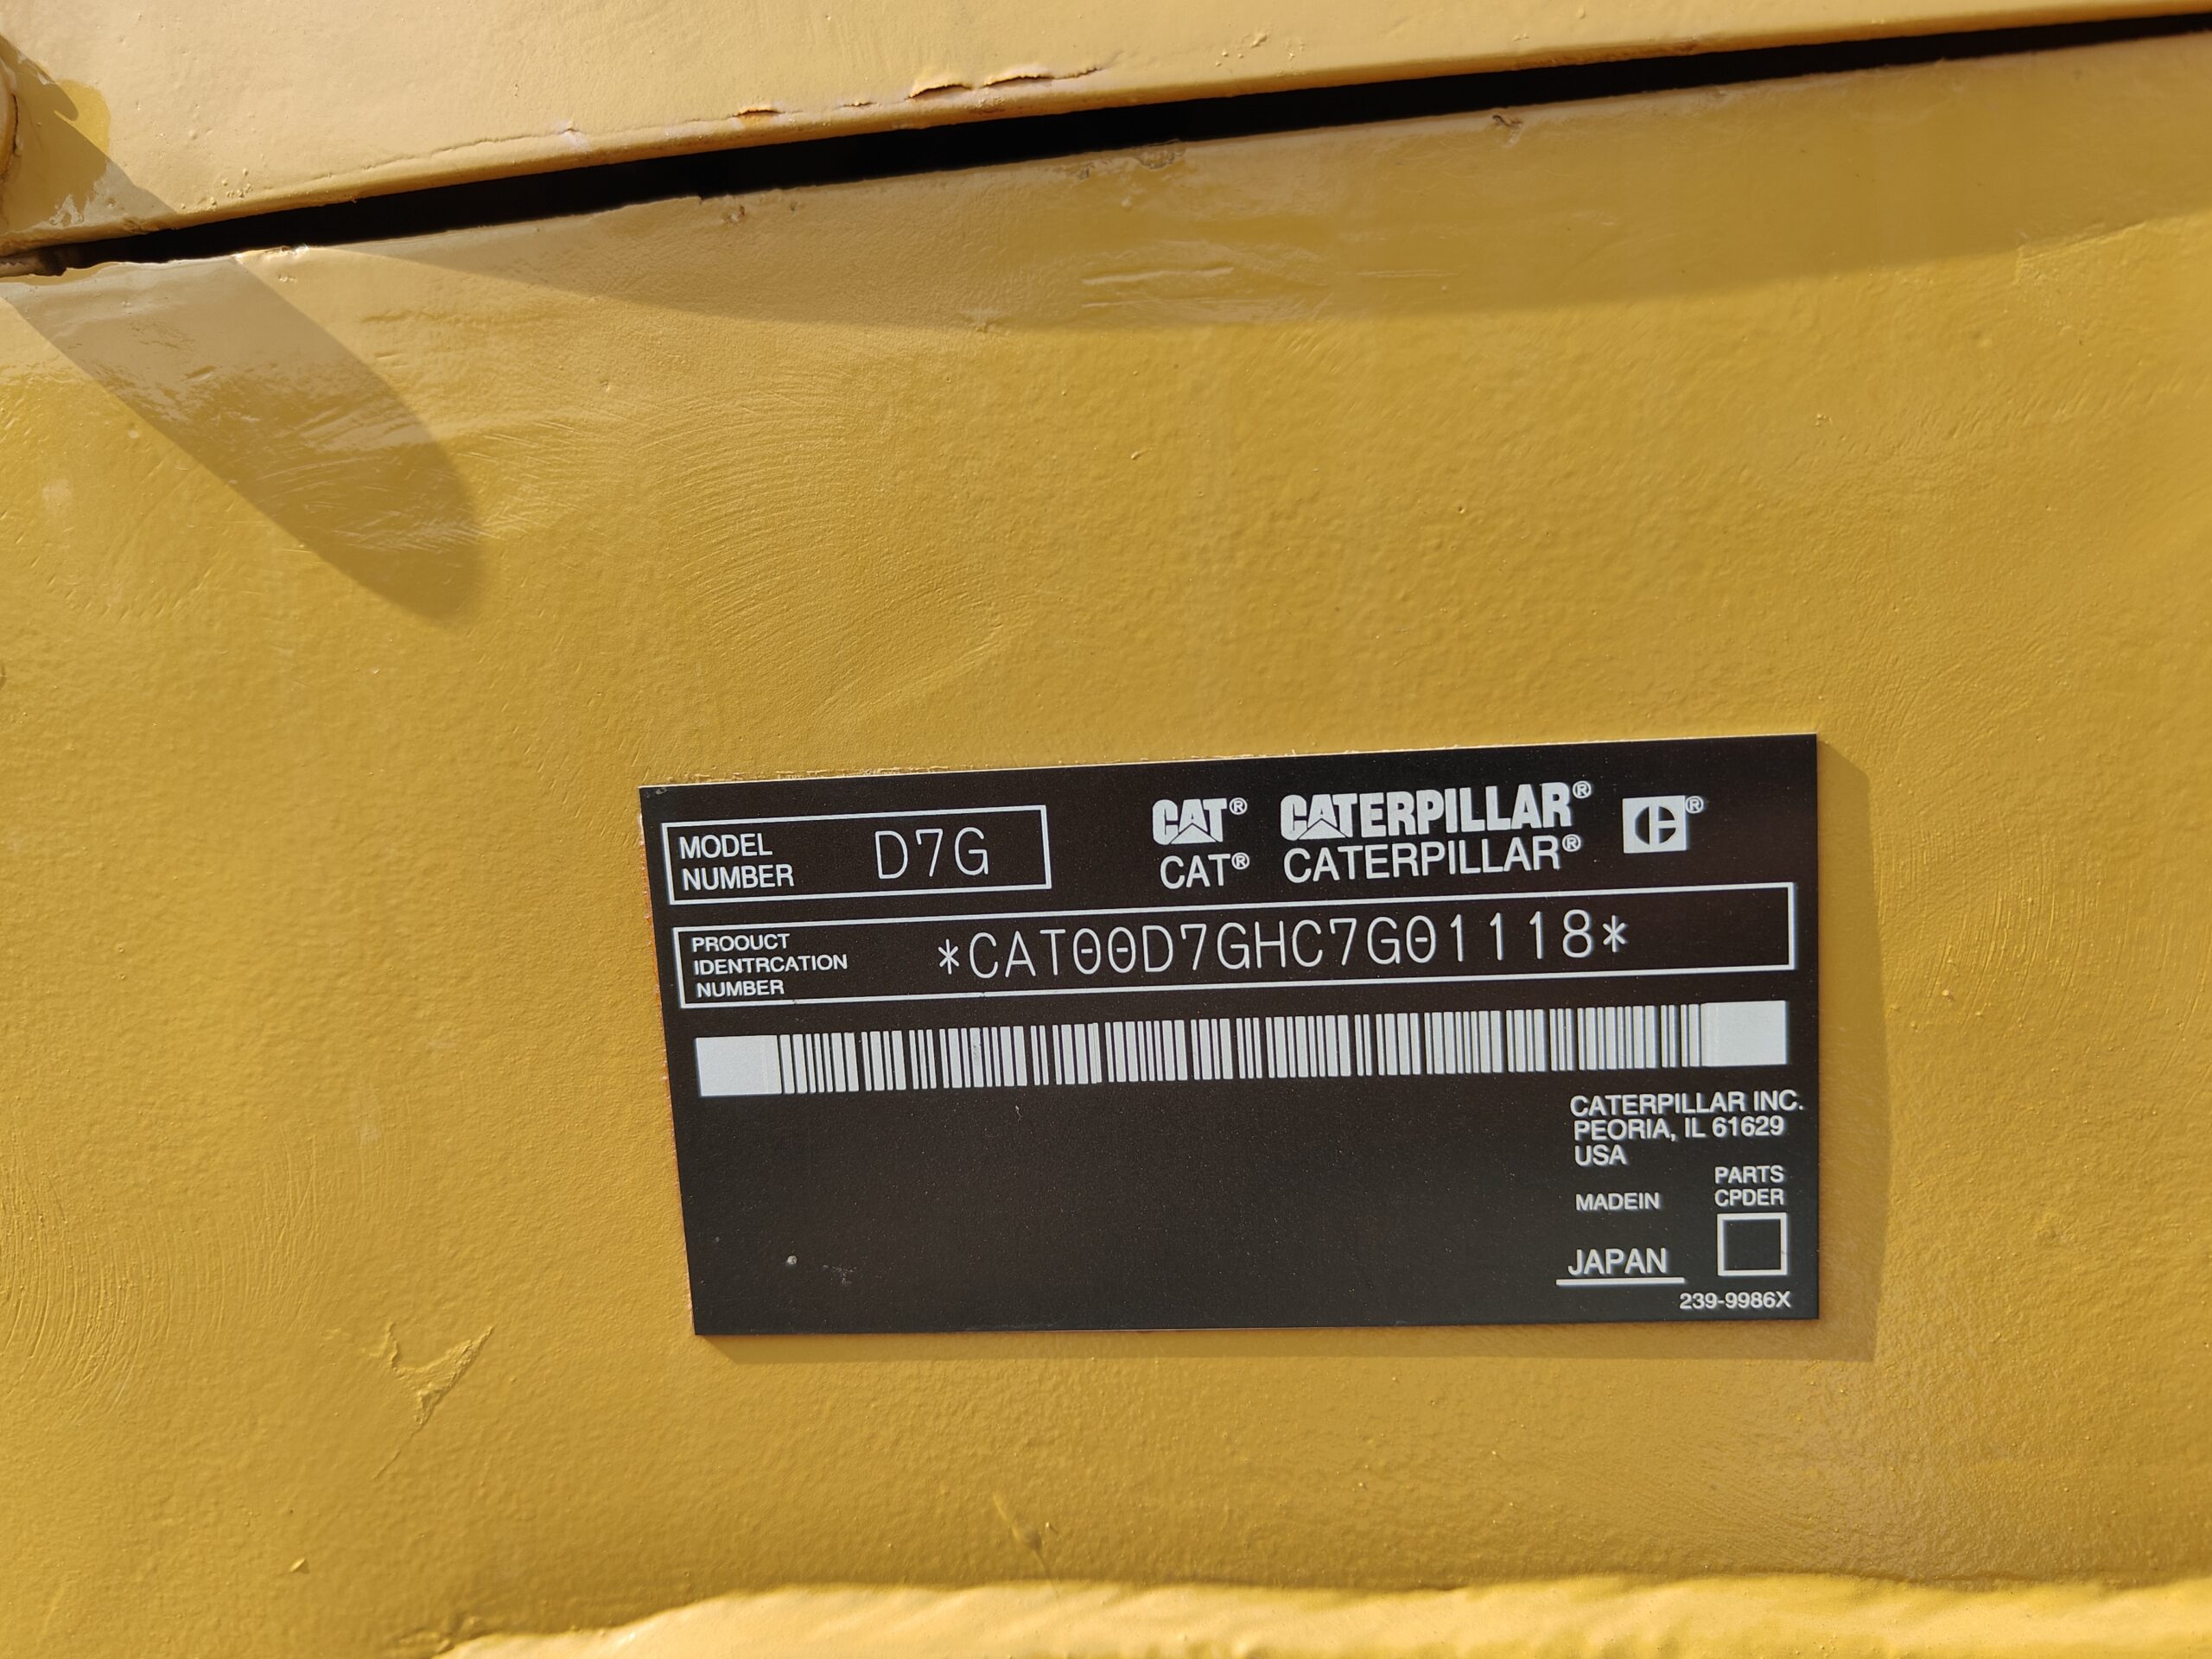 MODEL NUMBER D7G
CAT® CATERPILLAR® C®
CAT® CATERPILLAR®
PROOUCT
IDENTRCATION
NUMBER
*CAT00D7GHC7G01118*
CATERPILLAR INC.
PEORIA, IL 61629
USA
PARTS
CPDER
MADEIN
JAPAN
239-9986X